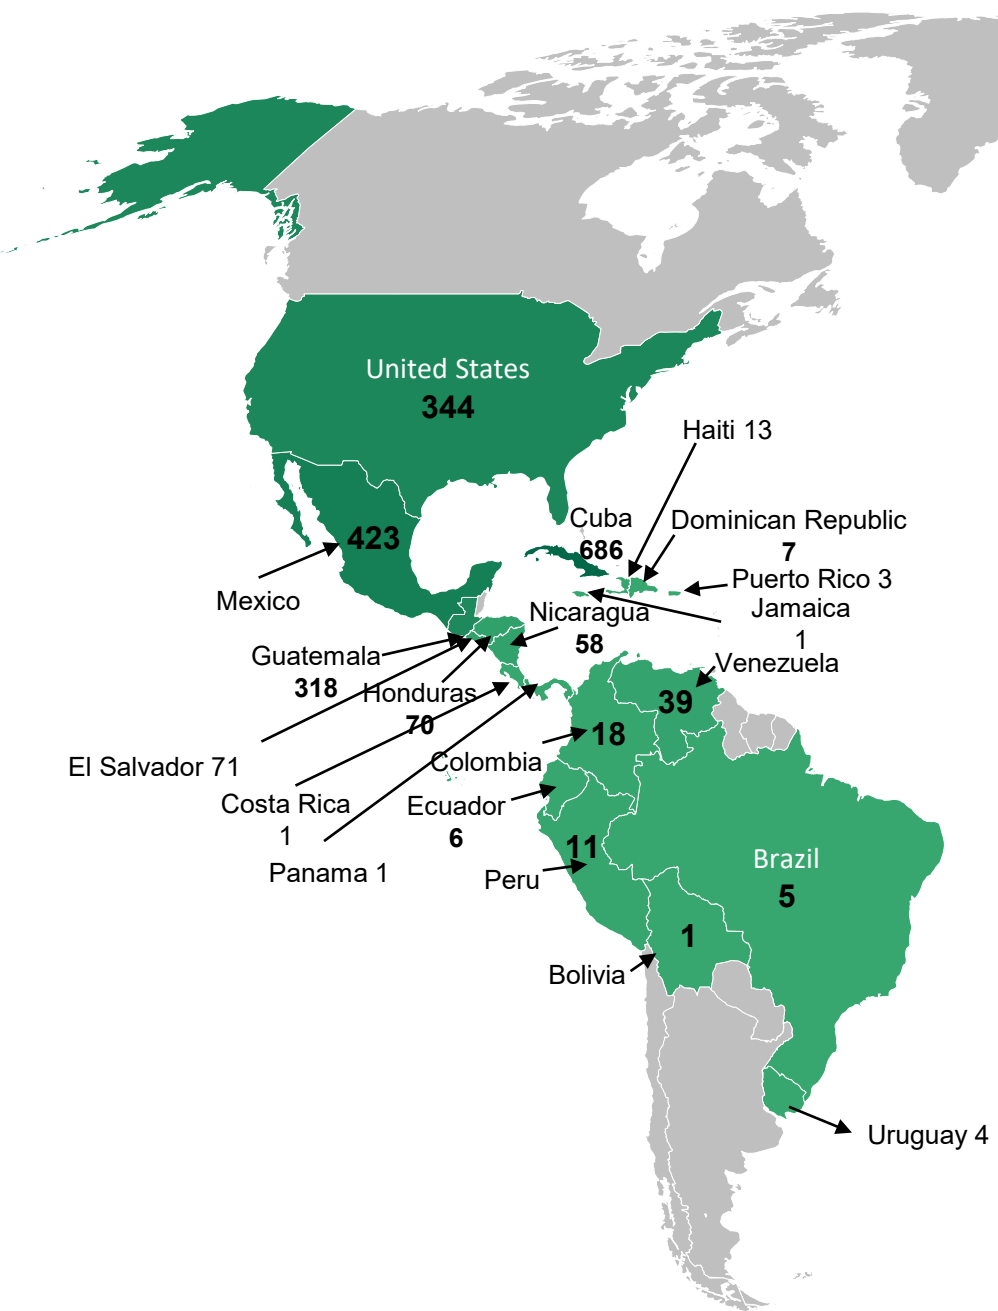 United States
344
Haiti 13
Cuba
686
Dominican Republic
7
423
Mexico
Puerto Rico 3
Jamaica
1
Nicaragua
58
Guatemala
318
Venezuela
39
Honduras
70
18
Colombia
El Salvador 71
Costa Rica
1
Ecuador
6
Panama 1
11
Peru
Brazil
5
1
Bolivia
Uruguay 4